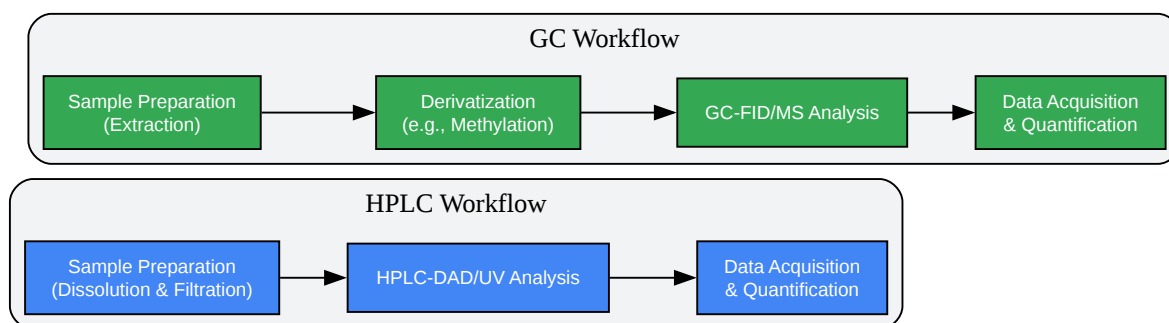 GC Workflow
Sample Preparation
(Extraction)
Derivatization
(e.g., Methylation)
GC-FID/MS Analysis
Data Acquisition
& Quantification
HPLC Workflow
Sample Preparation
(Dissolution & Filtration)
HPLC-DAD/UV Analysis
Data Acquisition
& Quantification